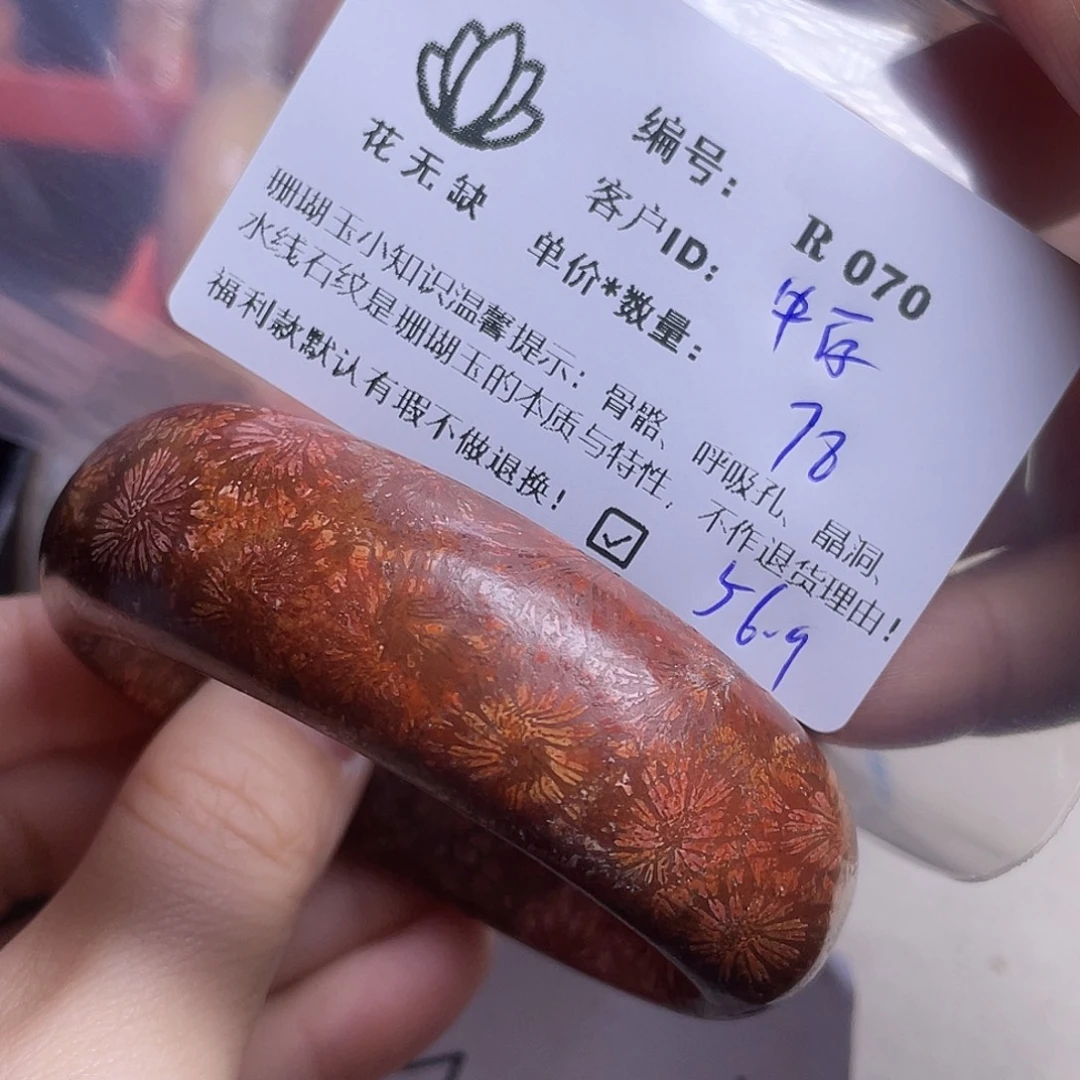 花无缺
编号： R 070
客户ID：
单价*数量： 78
珊瑚玉小知识温馨提示：骨骼、呼吸孔、晶洞、
水线石纹是珊瑚玉的本质与特性，不作退货理由！
福利款默认有瑕不做退换！ ☑
56.9